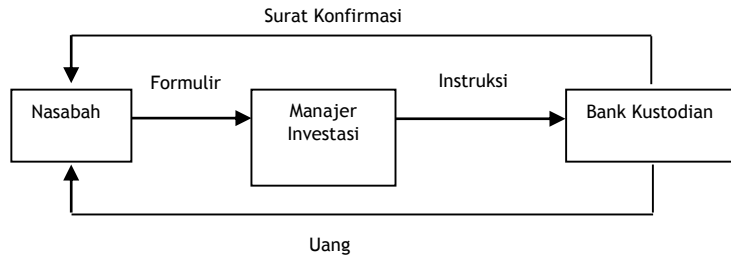 Surat Konfirmasi
Formulir
Instruksi
Nasabah
Manajer
Investasi
Bank Kustodian
Uang